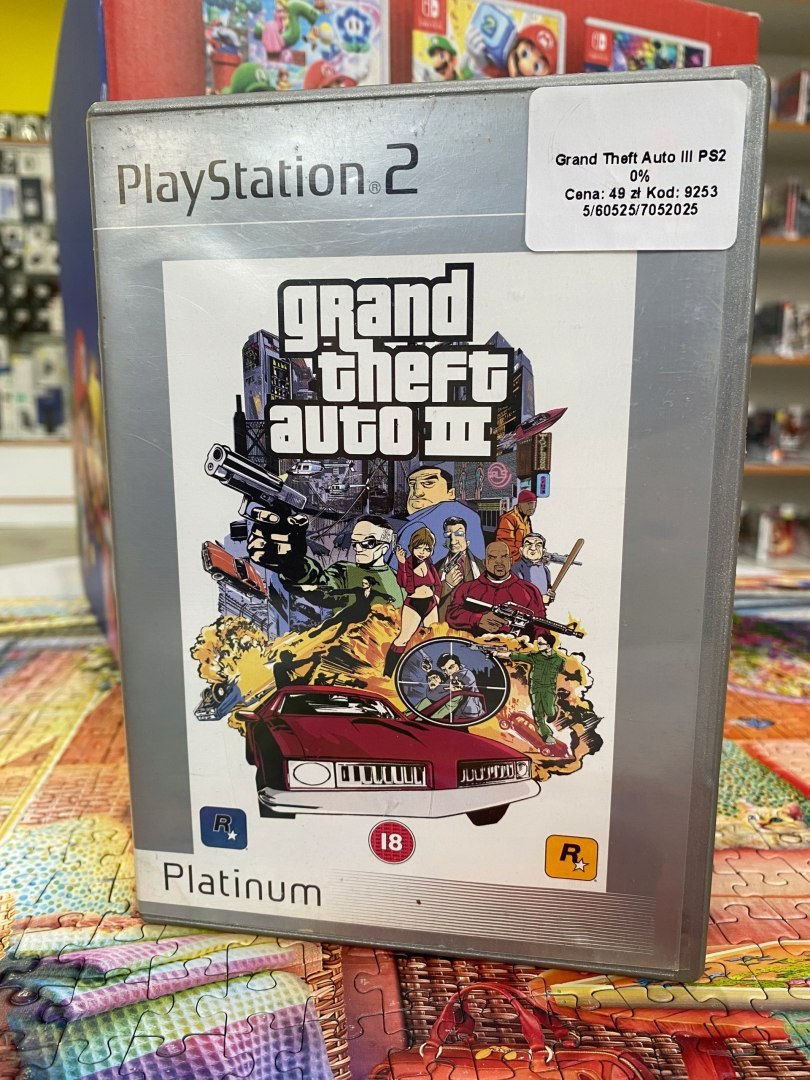 PlayStation®2
Grand Theft Auto III PS2
0%
Cena: 49 zł Kod: 9253
5/60525/7052025
grand
theft
auto III
R
18
R
Platinum